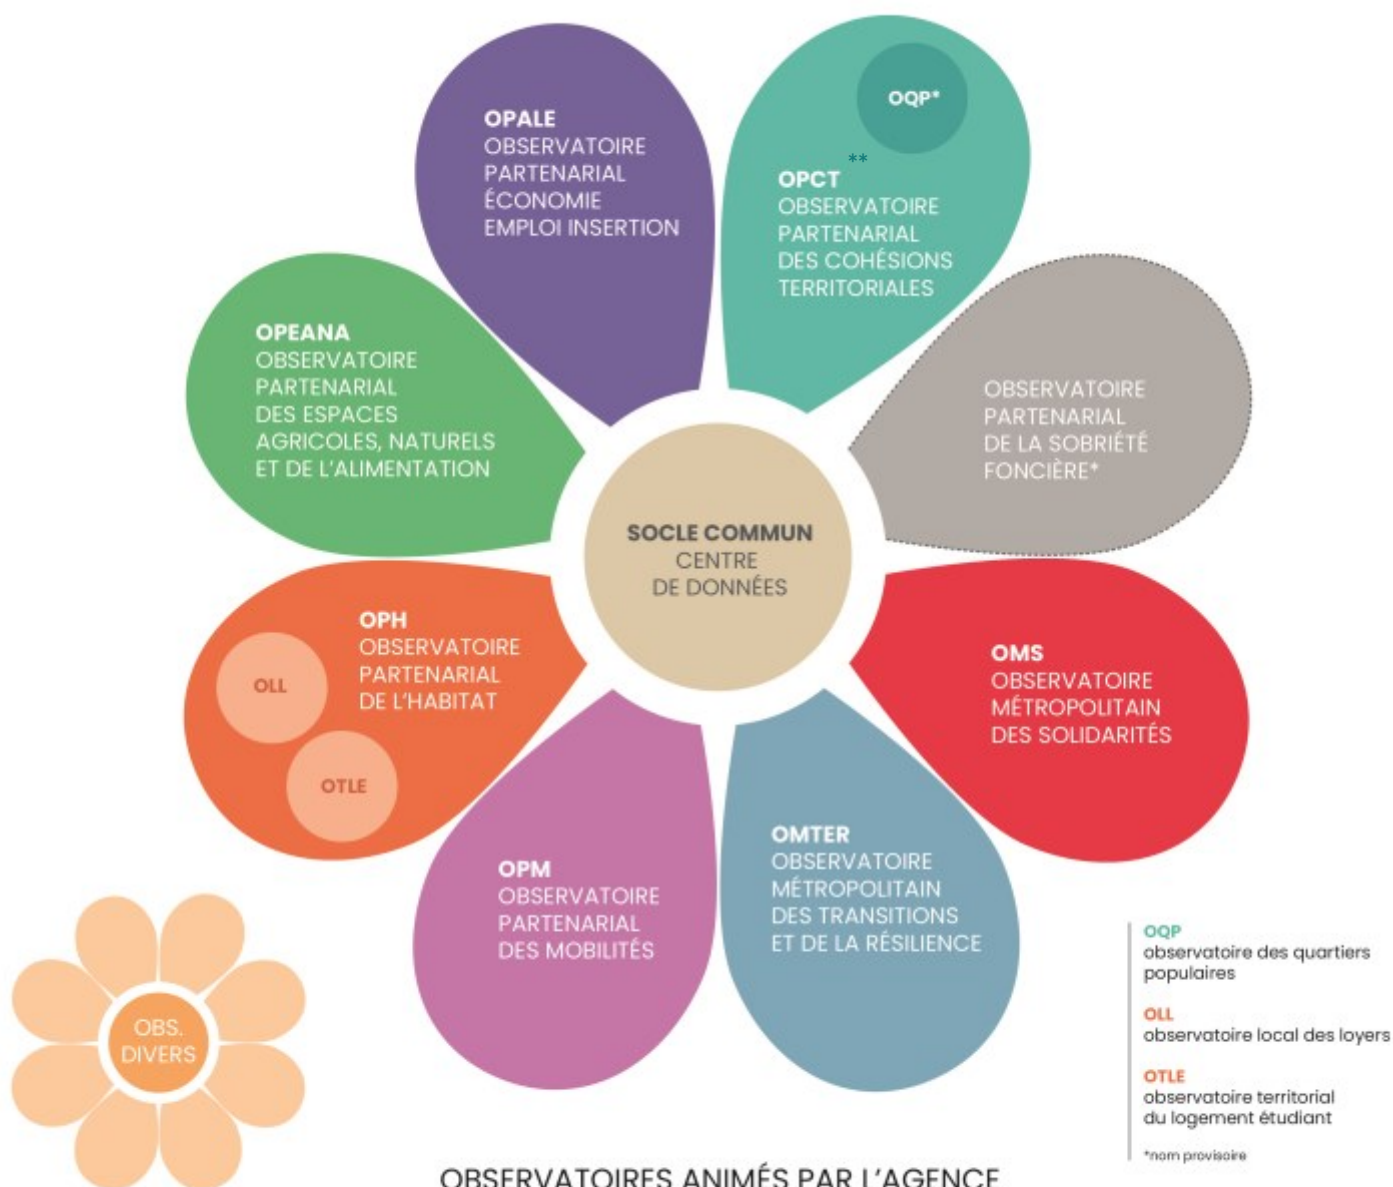 OPALE
OBSERVATOIRE
PARTENARIAL
ÉCONOMIE
EMPLOI INSERTION
OQP*
**
OPCT
OBSERVATOIRE
PARTENARIAL
DES COHÉSIONS
TERRITORIALES
OPEANA
OBSERVATOIRE
PARTENARIAL
DES ESPACES
AGRICOLES, NATURELS
ET DE L'ALIMENTATION
OBSERVATOIRE
PARTENARIAL
DE LA SOBRIÉTÉ
FONCIÈRE*
SOCLE COMMUN
CENTRE
DE DONNÉES
OPH
OBSERVATOIRE
PARTENARIAL
DE L'HABITAT
OLL
OTLE
OMS
OBSERVATOIRE
MÉTROPOLITAIN
DES SOLIDARITÉS
OPM
OBSERVATOIRE
PARTENARIAL
DES MOBILITÉS
OMTER
OBSERVATOIRE
MÉTROPOLITAIN
DES TRANSITIONS
ET DE LA RÉSILIENCE
OBS.
DIVERS
OQP
observatoire des quartiers
populaires
OLL
observatoire local des loyers
OTLE
observatoire territorial
du logement étudiant
*nom provisoire
OBSERVATOIRES ANIMÉS PAR L'AGENCE